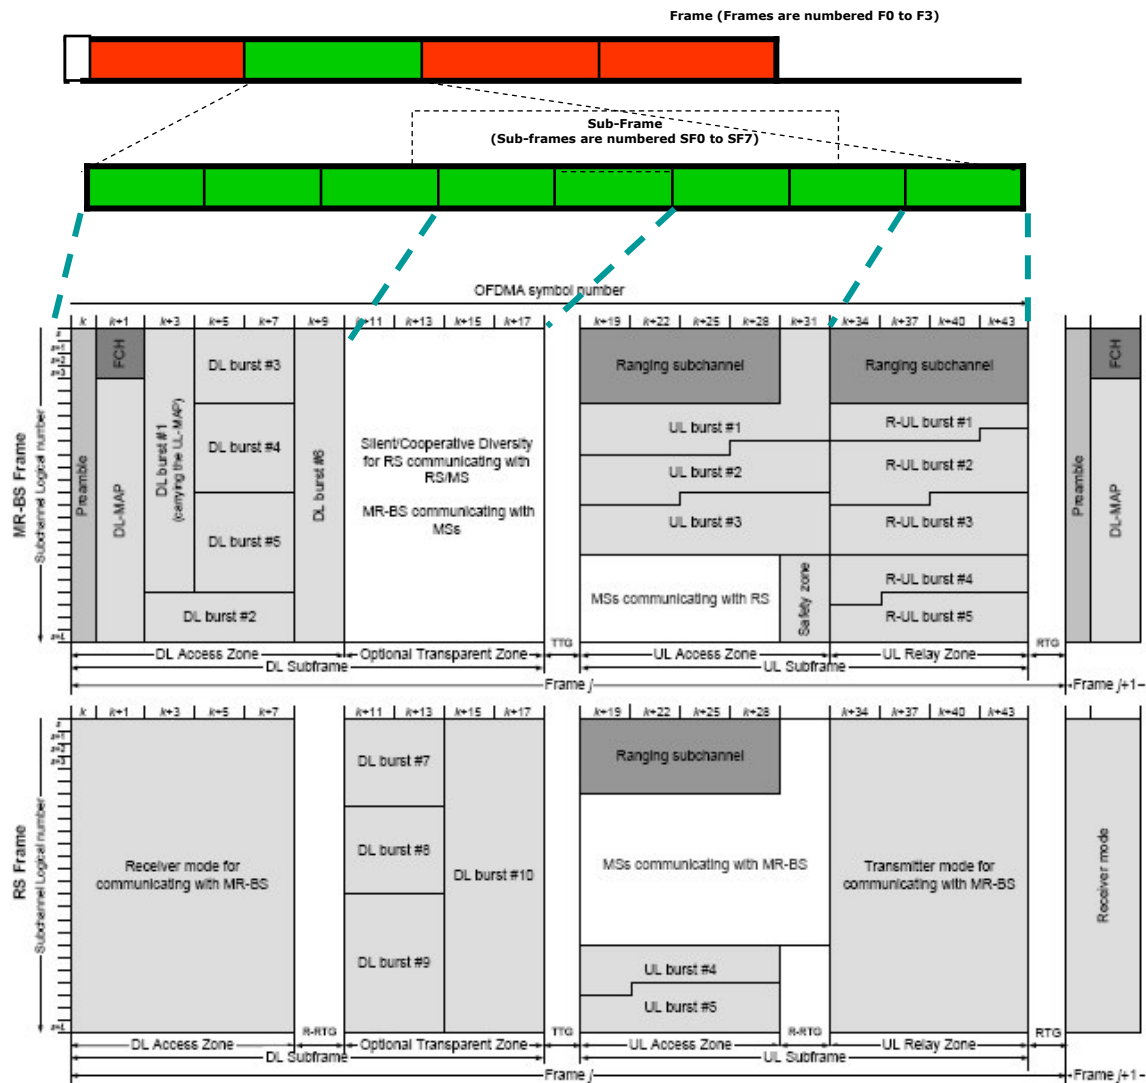 Frame (Frames are numbered F0 to F3)
Sub-Frame
(Sub-frames are numbered SF0 to SF7)
OFDMA symbol number
k k+1 k+3 k+5 k+7 k+9 k+11 k+13 k+15 k+17 k+19 k+22 k+25 k+28 k+31 k+34 k+37 k+40 k+43
MR-BS Frame
Subchannel Logical number
s
s+1
s+2
s+3
s+L
Preamble
FCH
DL-MAP
DL burst #1
(carrying the UL-MAP)
DL burst #3
DL burst #4
DL burst #5
DL burst #2
DL burst #6
Silent/Cooperative Diversity
for RS communicating with
RS/MS
MR-BS communicating with
MSs
Ranging subchannel
UL burst #1
UL burst #2
UL burst #3
MSs communicating with RS
Safety zone
Ranging subchannel
R-UL burst #1
R-UL burst #2
R-UL burst #3
R-UL burst #4
R-UL burst #5
Preamble
FCH
DL-MAP
DL Access Zone
Optional Transparent Zone
TTG
UL Access Zone
UL Relay Zone
RTG
DL Subframe
UL Subframe
Frame j
Frame j+1
k k+1 k+3 k+5 k+7 k+11 k+13 k+15 k+17 k+19 k+22 k+25 k+28 k+34 k+37 k+40 k+43
RS Frame
Subchannel Logical number
s
s+1
s+2
s+3
s+L
Receiver mode for
communicating with MR-BS
DL burst #7
DL burst #8
DL burst #9
DL burst #10
Ranging subchannel
MSs communicating with MR-BS
UL burst #4
UL burst #5
Transmitter mode for
communicating with MR-BS
Receiver mode
DL Access Zone
R-RTG
Optional Transparent Zone
TTG
UL Access Zone
R-RTG
UL Relay Zone
RTG
DL Subframe
UL Subframe
Frame j
Frame j+1